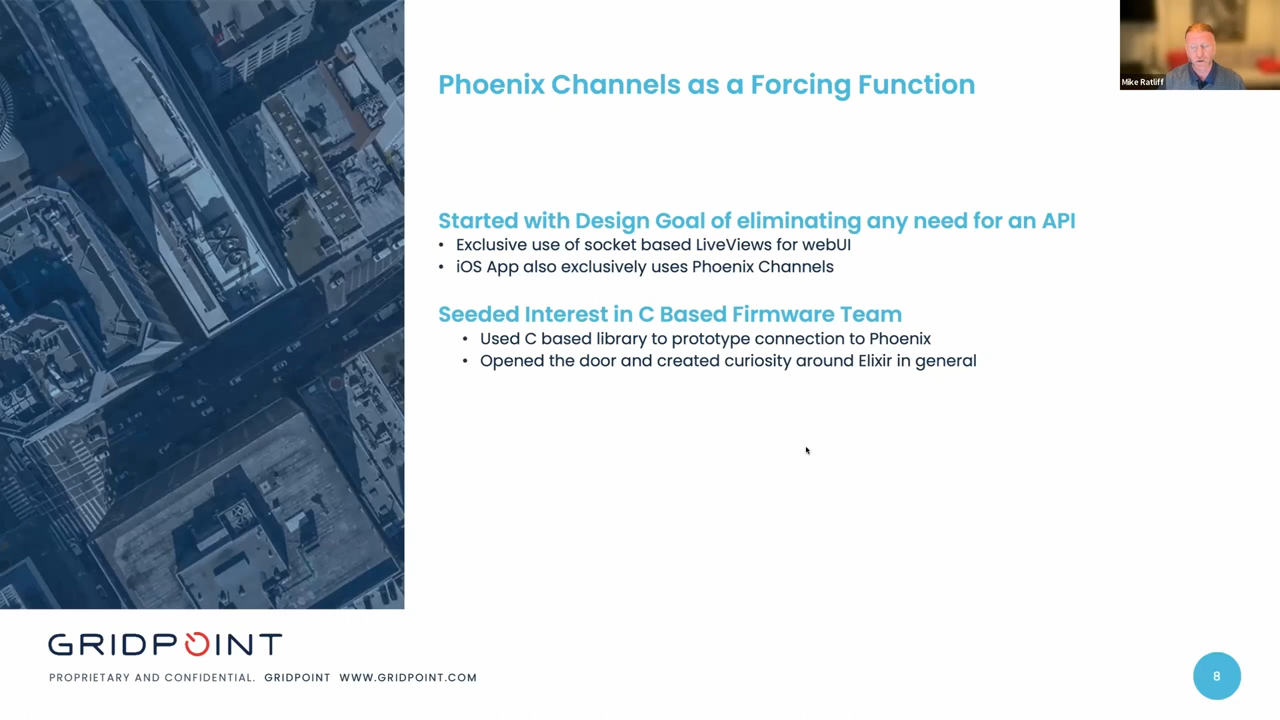 Phoenix Channels as a Forcing Function
Mike Ratliff
Started with Design Goal of eliminating any need for an API
• Exclusive use of socket based LiveViews for webUI
• iOS App also exclusively uses Phoenix Channels
Seeded Interest in C Based Firmware Team
• Used C based library to prototype connection to Phoenix
• Opened the door and created curiosity around Elixir in general
GRIDPOINT
PROPRIETARY AND CONFIDENTIAL. GRIDPOINT WWW.GRIDPOINT.COM
8